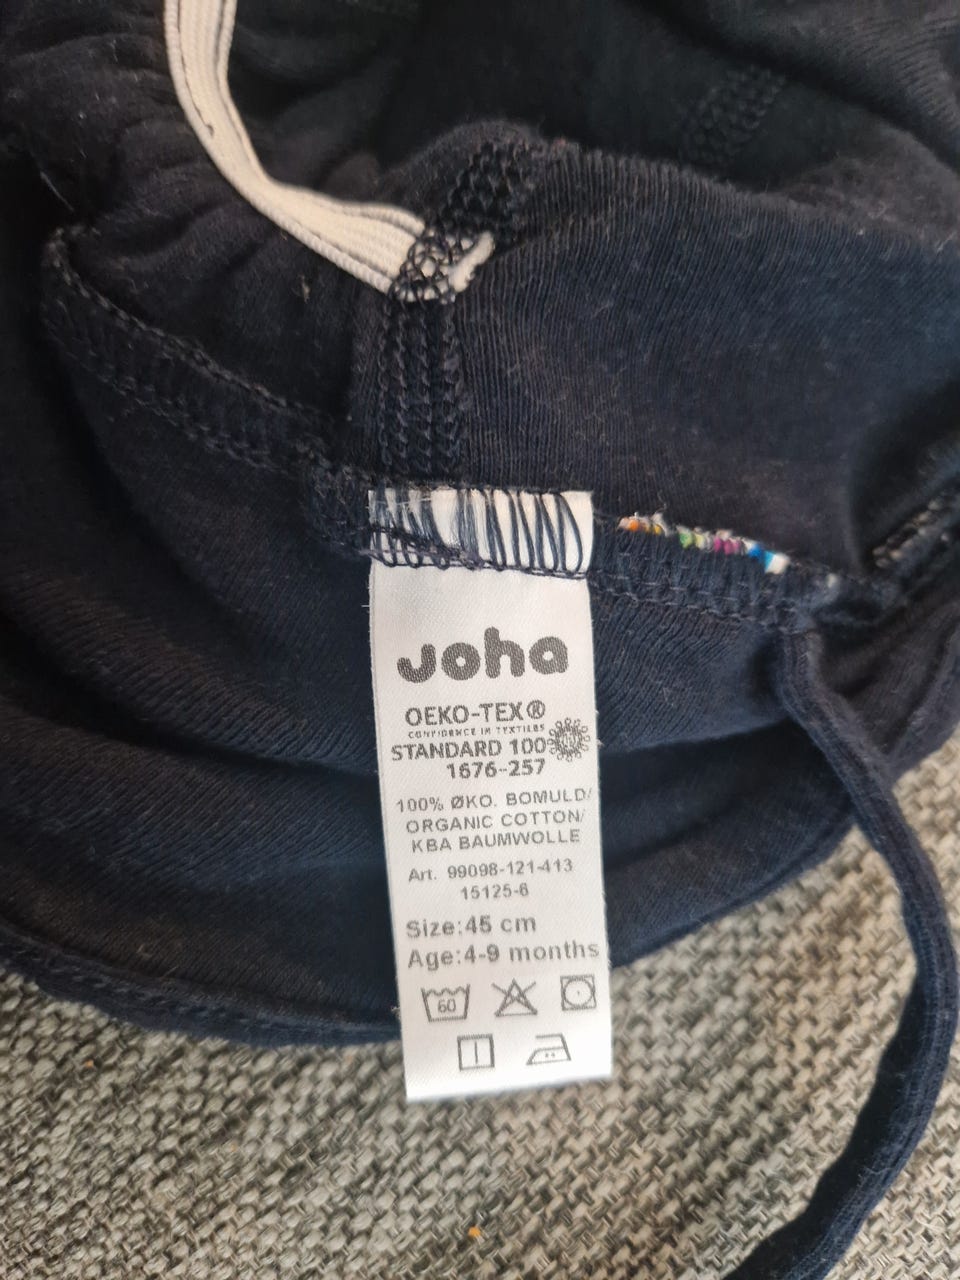 Joha
OEKO-TEX®
CONFIDENCE IN TEXTILES
STANDARD 100
1676-257
100% ØKO. BOMULD/
ORGANIC COTTON/
KBA BAUMWOLLE
Art. 99098-121-413
15125-6
Size:45 cm
Age:4-9 months
60